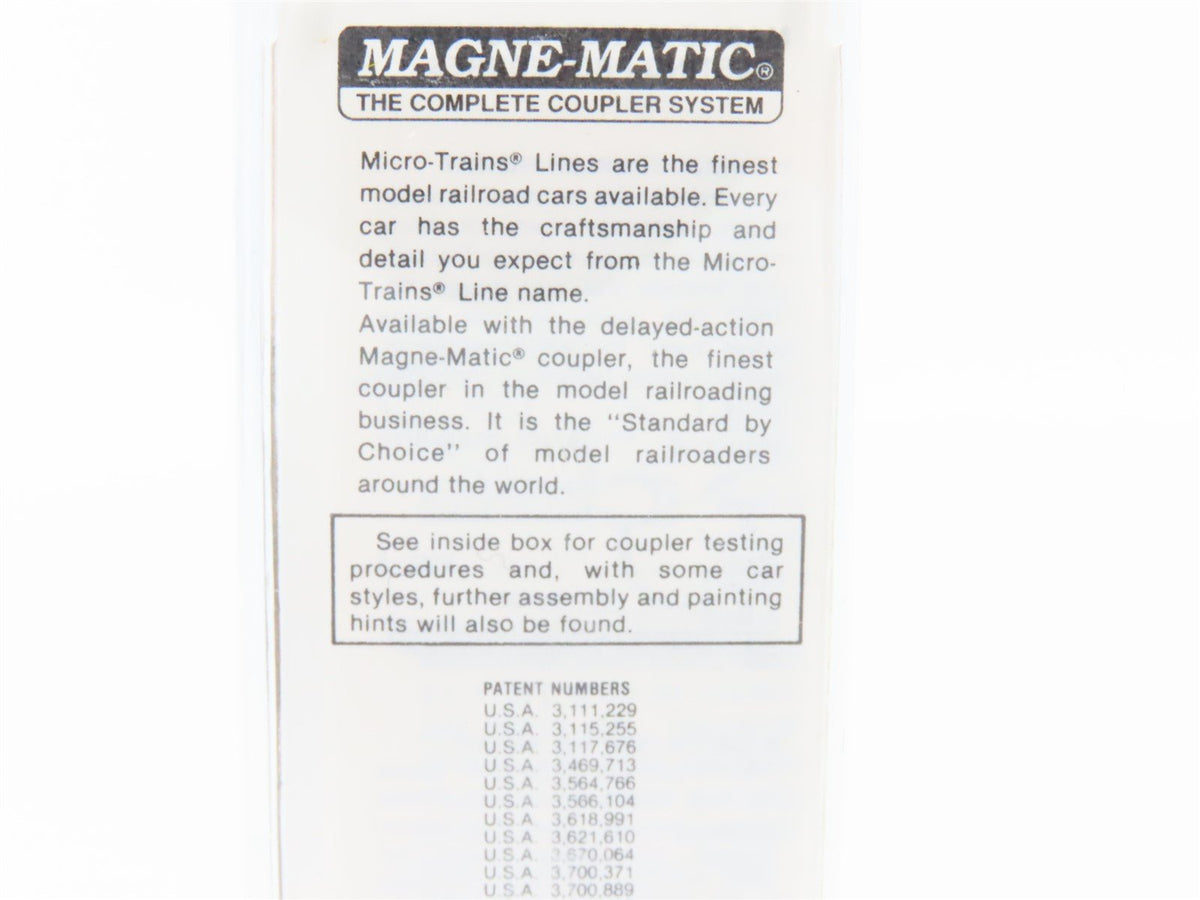 MAGNE-MATIC®
THE COMPLETE COUPLER SYSTEM
Micro-Trains® Lines are the finest
model railroad cars available. Every
car has the craftsmanship and
detail you expect from the Micro-
Trains® Line name.
Available with the delayed-action
Magne-Matic® coupler, the finest
coupler in the model railroading
business. It is the "Standard by
Choice" of model railroaders
around the world.
See inside box for coupler testing
procedures and, with some car
styles, further assembly and painting
hints will also be found.
PATENT NUMBERS
U.S.A. 3,111,229
U.S.A. 3,115,255
U.S.A. 3,117,676
U.S.A. 3,469,713
U.S.A. 3,564,766
U.S.A. 3,566,104
U.S.A. 3,618,991
U.S.A. 3,621,610
U.S.A. 3,670,064
U.S.A. 3,700,371
U.S.A. 3,700,889